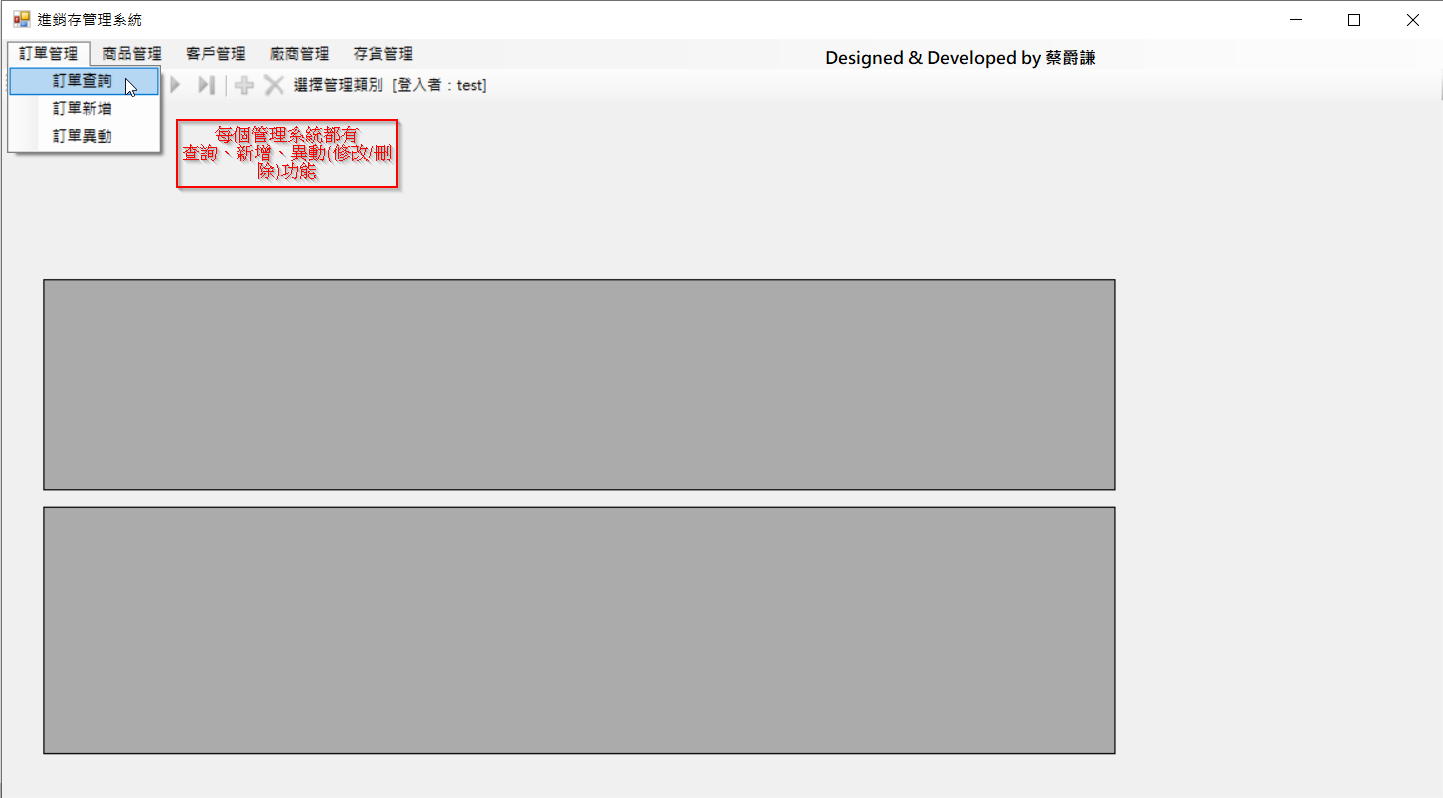 進銷存管理系統
訂單管理 商品管理 客戶管理 廠商管理 存貨管理
Designed & Developed by 蔡爵謙
訂單查詢
選擇管理類別 [登入者：test]
訂單新增
訂單異動
每個管理系統都有
查詢、新增、異動(修改/刪
除)功能